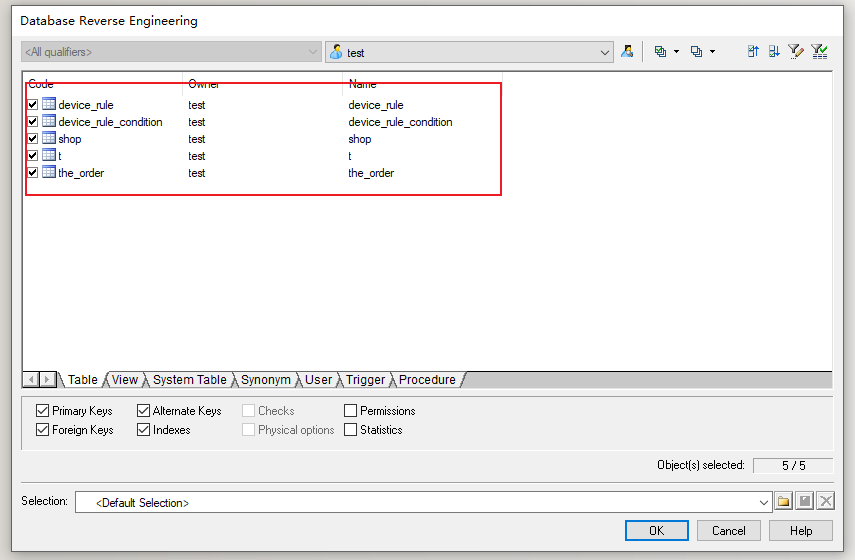 Database Reverse Engineering
<All qualifiers> test
Code Owner Name
device_rule test device_rule
device_rule_condition test device_rule_condition
shop test shop
t test t
the_order test the_order
Table View System Table Synonym User Trigger Procedure
Primary Keys Alternate Keys Checks Permissions
Foreign Keys Indexes Physical options Statistics
Object(s) selected: 5 / 5
Selection: <Default Selection>
OK Cancel Help